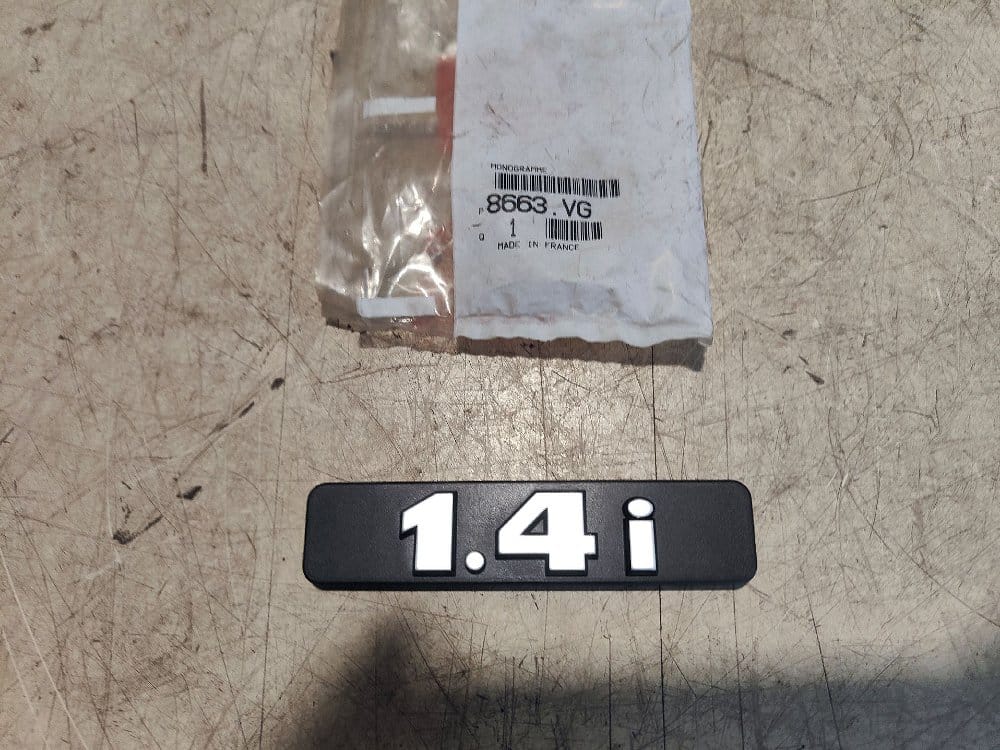 MONOGRAMME
P 8663.VG
Q 1
MADE IN FRANCE
1.4i